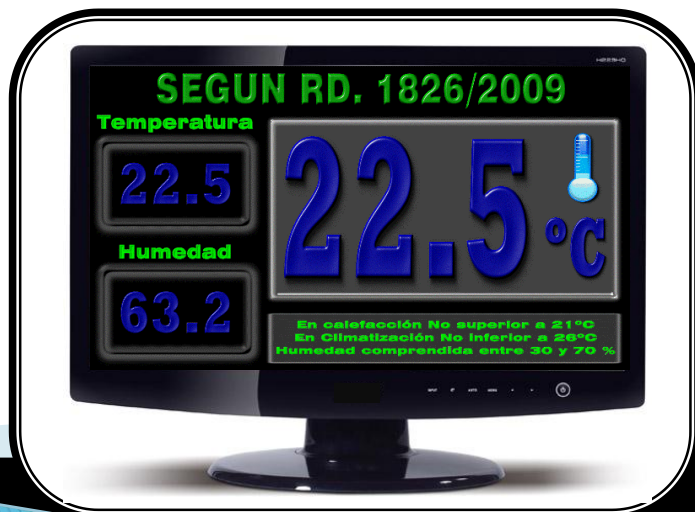 H223HQ
SEGUN RD. 1826/2009
Temperatura
22.5
22.5 ºC
Humedad
63.2
En calefacción No superior a 21ºC
En Climatización No inferior a 26ºC
Humedad comprendida entre 30 y 70 %